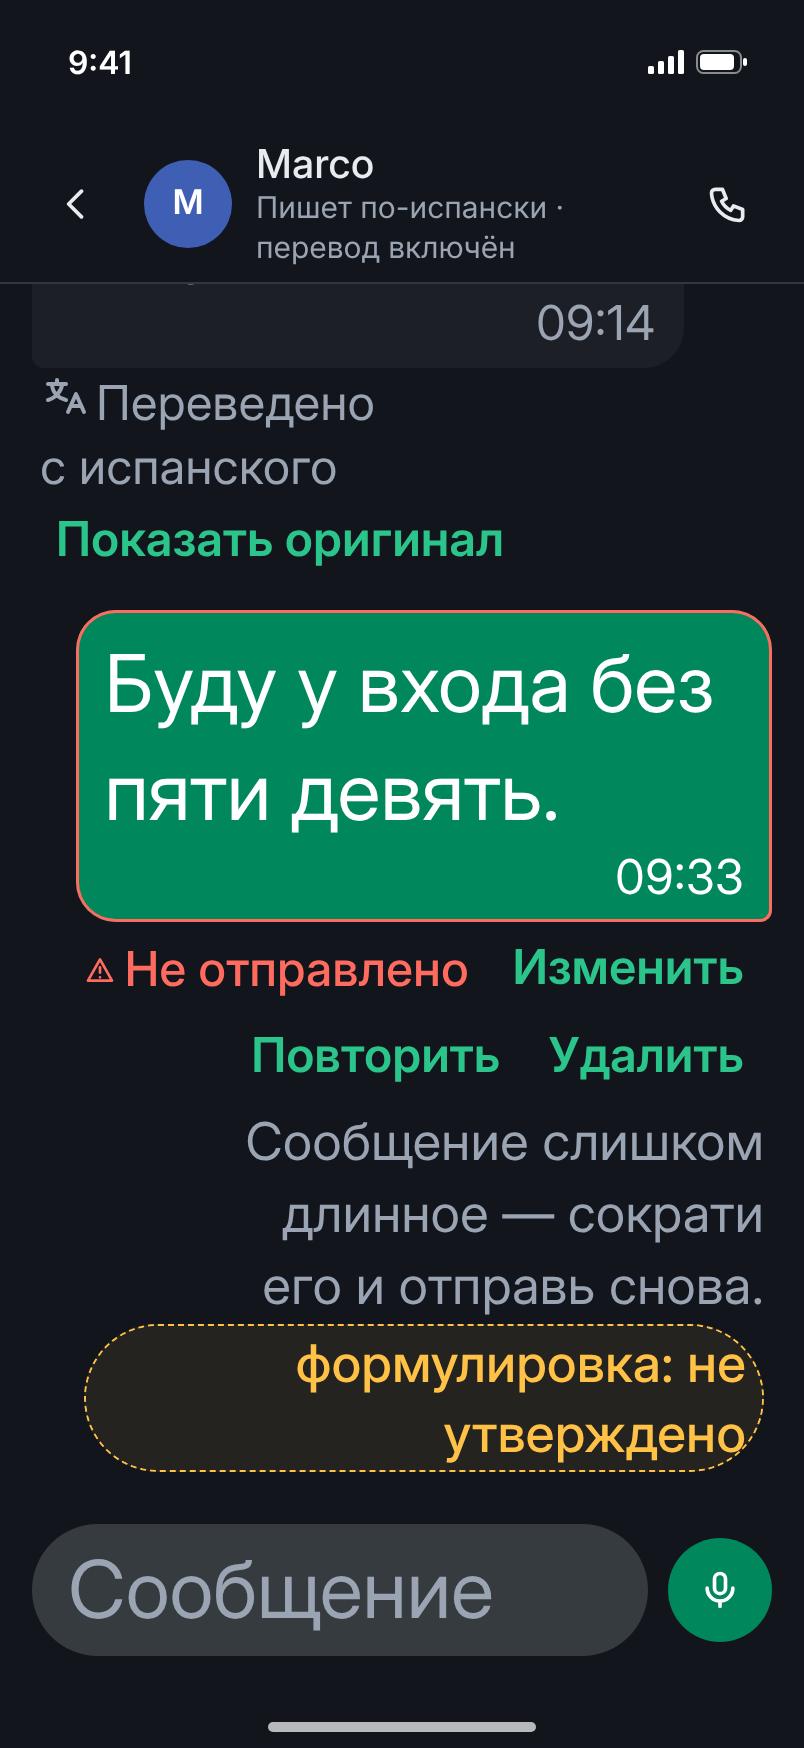 9:41
M
Marco
Пишет по-испански ·
перевод включён
09:14
Переведено
с испанского
Показать оригинал
Буду у входа без
пяти девять.
09:33
Не отправлено Изменить
Повторить Удалить
Сообщение слишком
длинное — сократи
его и отправь снова.
формулировка: не
утверждено
Сообщение